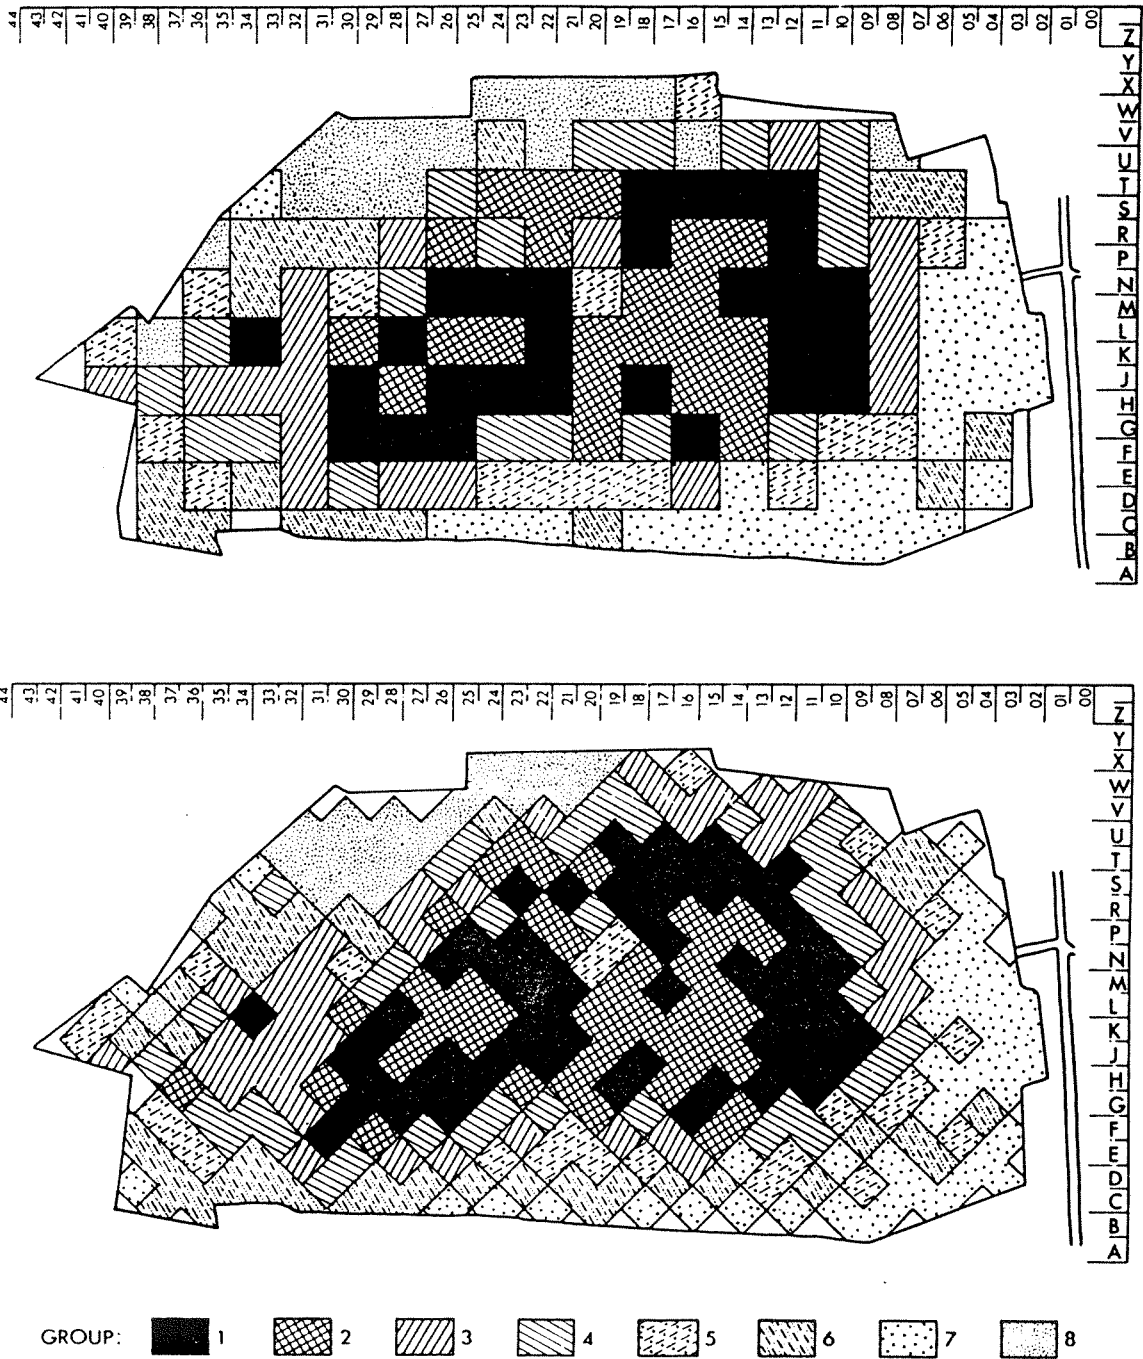 44 43 42 41 40 39 38 37 36 35 34 33 32 31 30 29 28 27 26 25 24 23 22 21 20 19 18 17 16 15 14 13 12 11 10 09 08 07 06 05 04 03 02 01 00
Z
Y
X
W
V
U
T
S
R
P
N
M
L
K
J
H
G
F
E
D
C
B
A
44 43 42 41 40 39 38 37 36 35 34 33 32 31 30 29 28 27 26 25 24 23 22 21 20 19 18 17 16 15 14 13 12 11 10 09 08 07 06 05 04 03 02 01 00
Z
Y
X
W
V
U
T
S
R
P
N
M
L
K
J
H
G
F
E
D
C
B
A
GROUP: 1 2 3 4 5 6 7 8